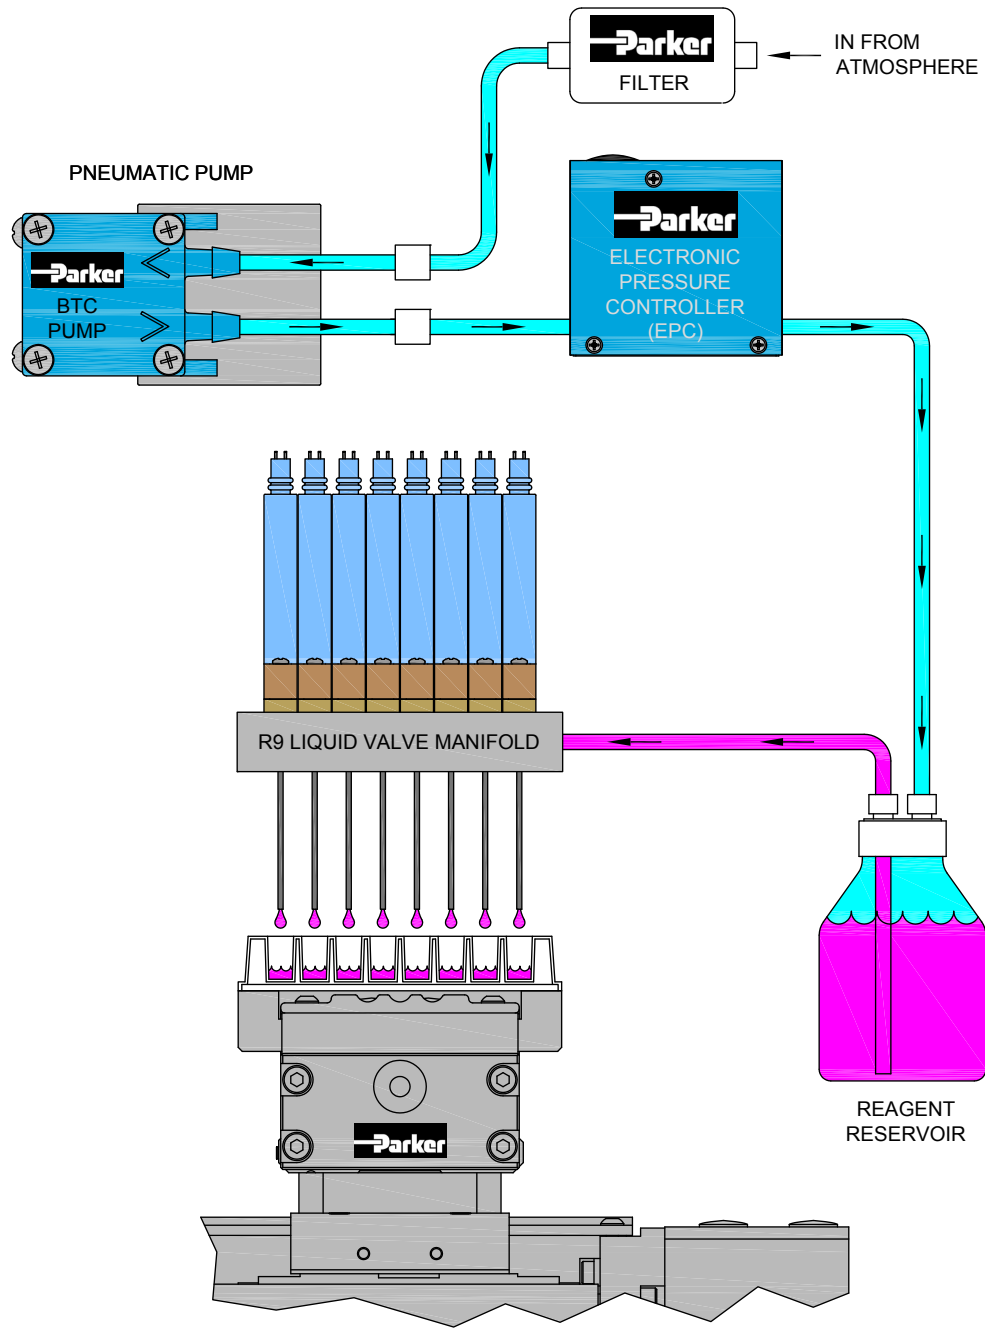 Parker
FILTER
IN FROM
ATMOSPHERE
PNEUMATIC PUMP
Parker
BTC
PUMP
Parker
ELECTRONIC
PRESSURE
CONTROLLER
(EPC)
R9 LIQUID VALVE MANIFOLD
REAGENT
RESERVOIR
Parker